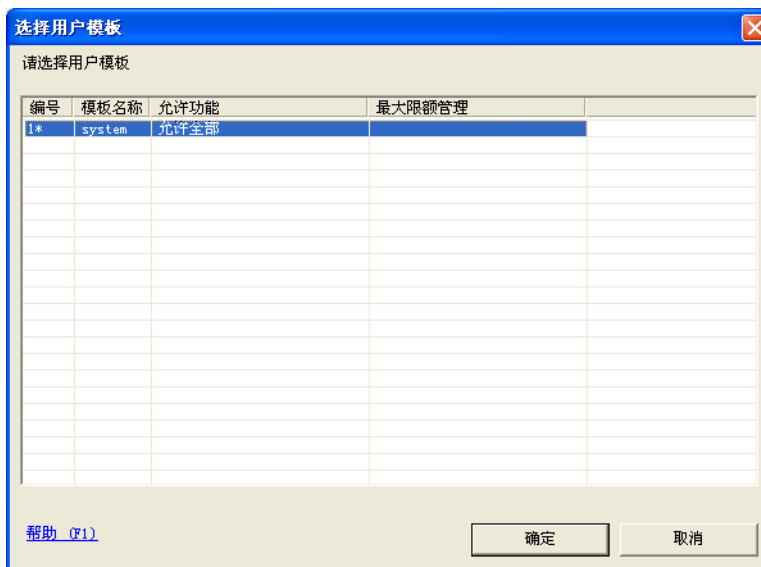 选择用户模板
请选择用户模板
编号 模板名称 允许功能 最大限额管理
1* system 允许全部
帮助 (F1) 确定 取消